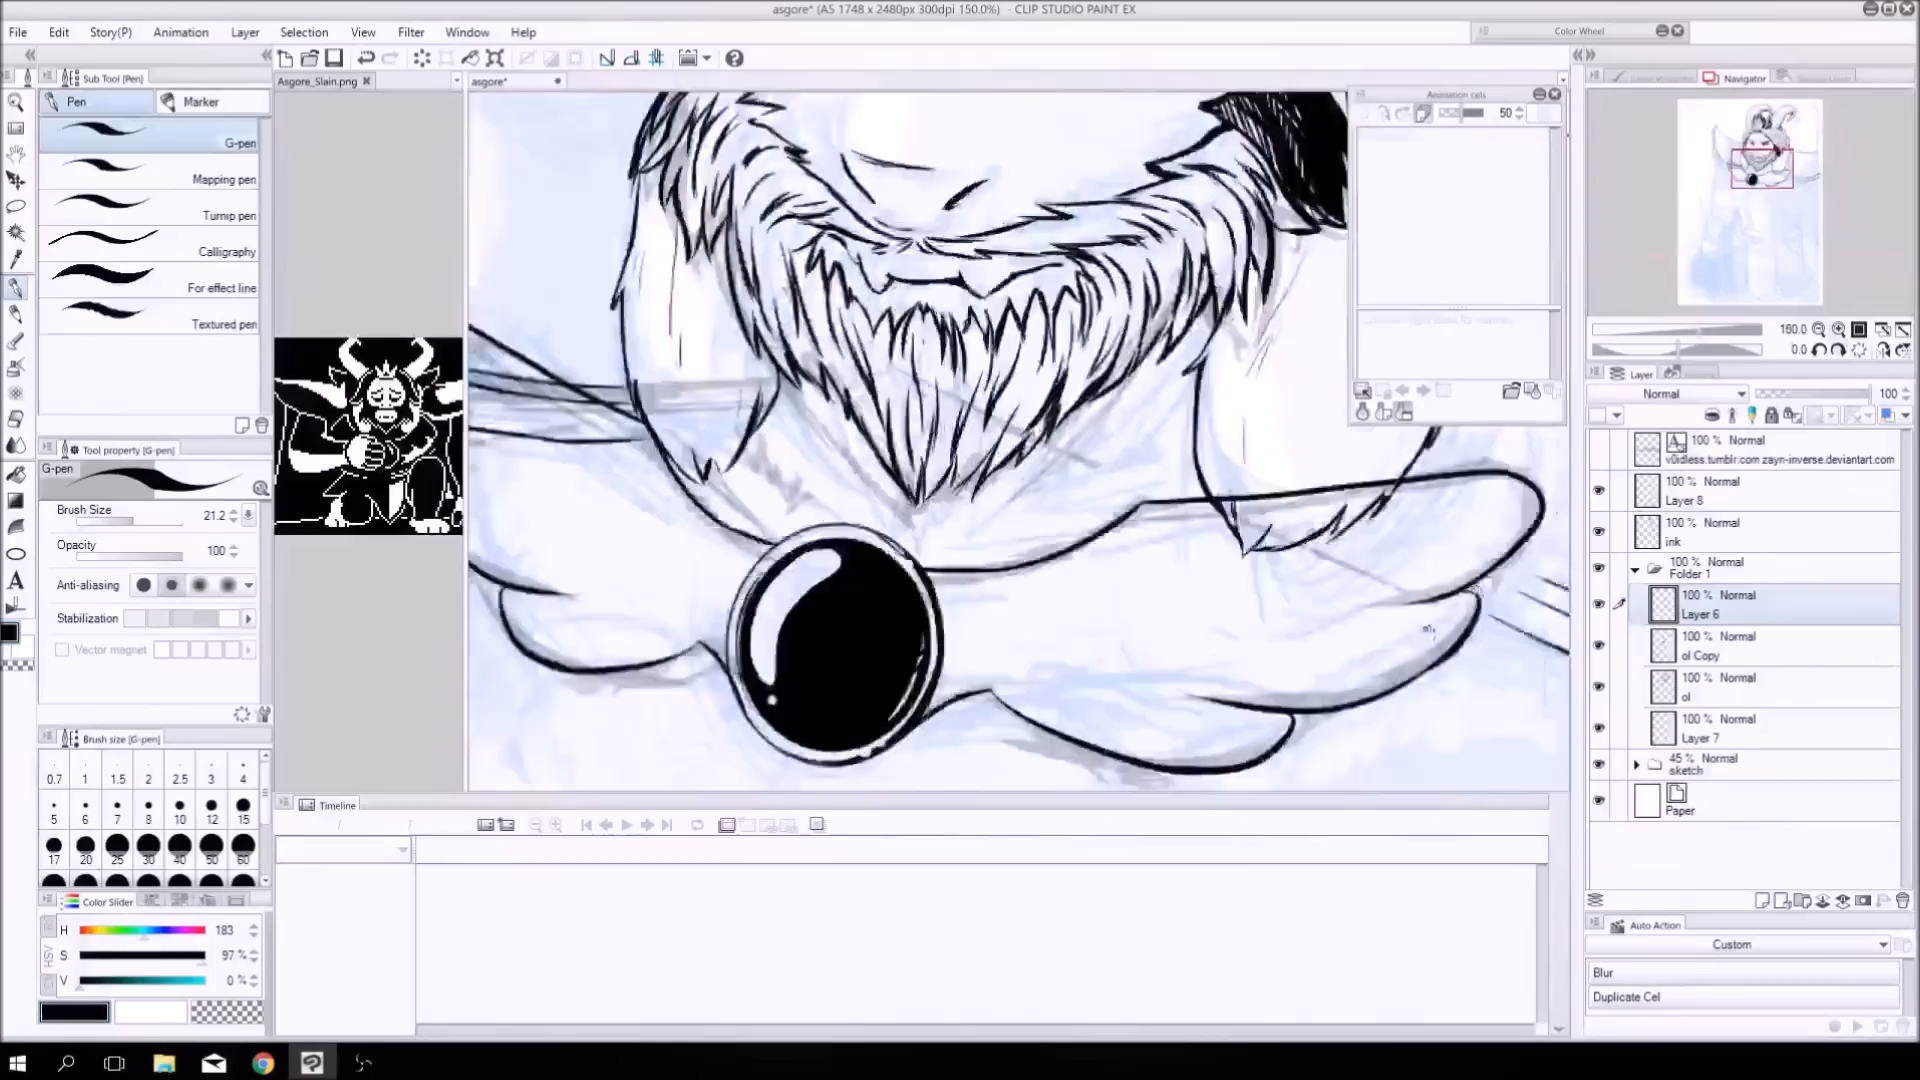 asgore* (A5 1748 x 2480px 300dpi 150.0%) - CLIP STUDIO PAINT EX
File Edit Story(P) Animation Layer Selection View Filter Window Help
Color Wheel
Sub Tool [Pen]
Asgore_Slain.png
asgore*
Navigator
Pen
Marker
Animation cels
50
G-pen
Mapping pen
Turnip pen
Calligraphy
For effect line
Textured pen
160.0
0.0
Layer
Normal
100
100 % Normal
v0idless.tumblr.com zayn-inverse.deviantart.com
100 % Normal
Layer 8
100 % Normal
ink
100 % Normal
Folder 1
100 % Normal
Layer 6
100 % Normal
ol Copy
100 % Normal
ol
100 % Normal
Layer 7
45 % Normal
sketch
Paper
Tool property [G-pen]
G-pen
Brush Size 21.2
Opacity 100
Anti-aliasing
Stabilization
Vector magnet
Brush size [G-pen]
0.7 1 1.5 2 2.5 3 4
5 6 7 8 10 12 15
17 20 25 30 40 50 60
Timeline
Color Slider
HSV
H 183
S 97 %
V 0 %
Auto Action
Custom
Blur
Duplicate Cel